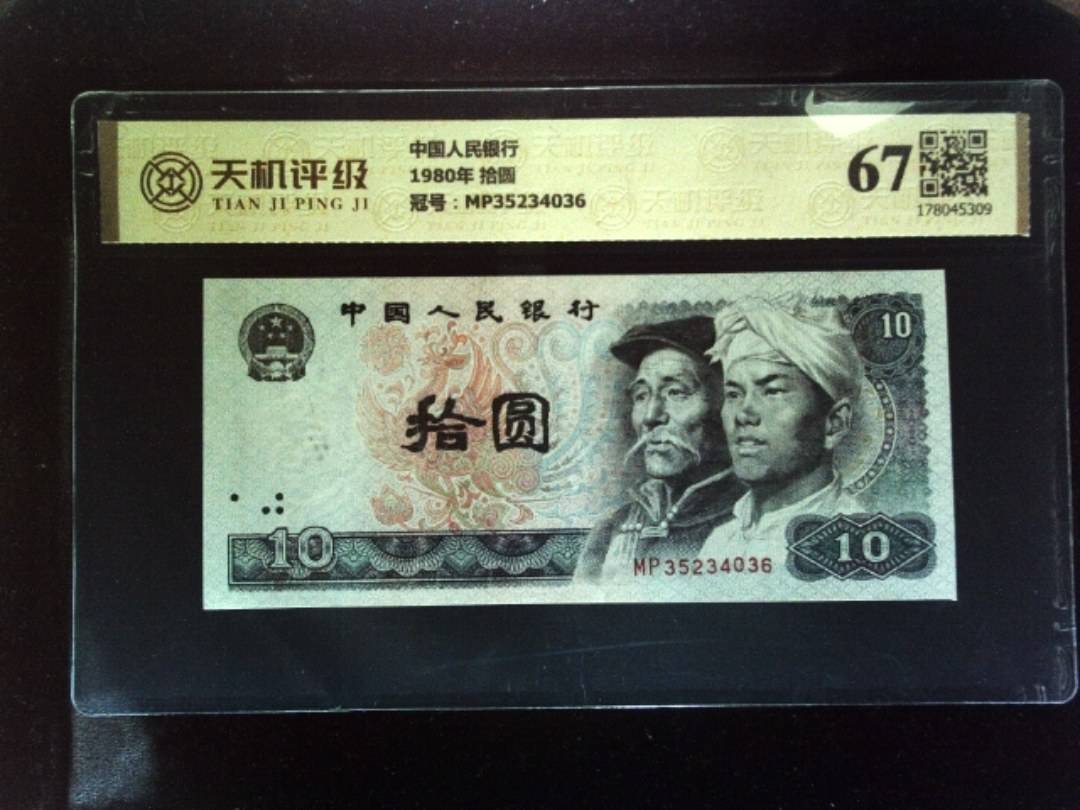 天机评级
TIAN JI PING JI
中国人民银行
1980年 拾圆
冠号：MP35234036
67
178045309
中国人民银行
10
拾圆
10
MP35234036
10